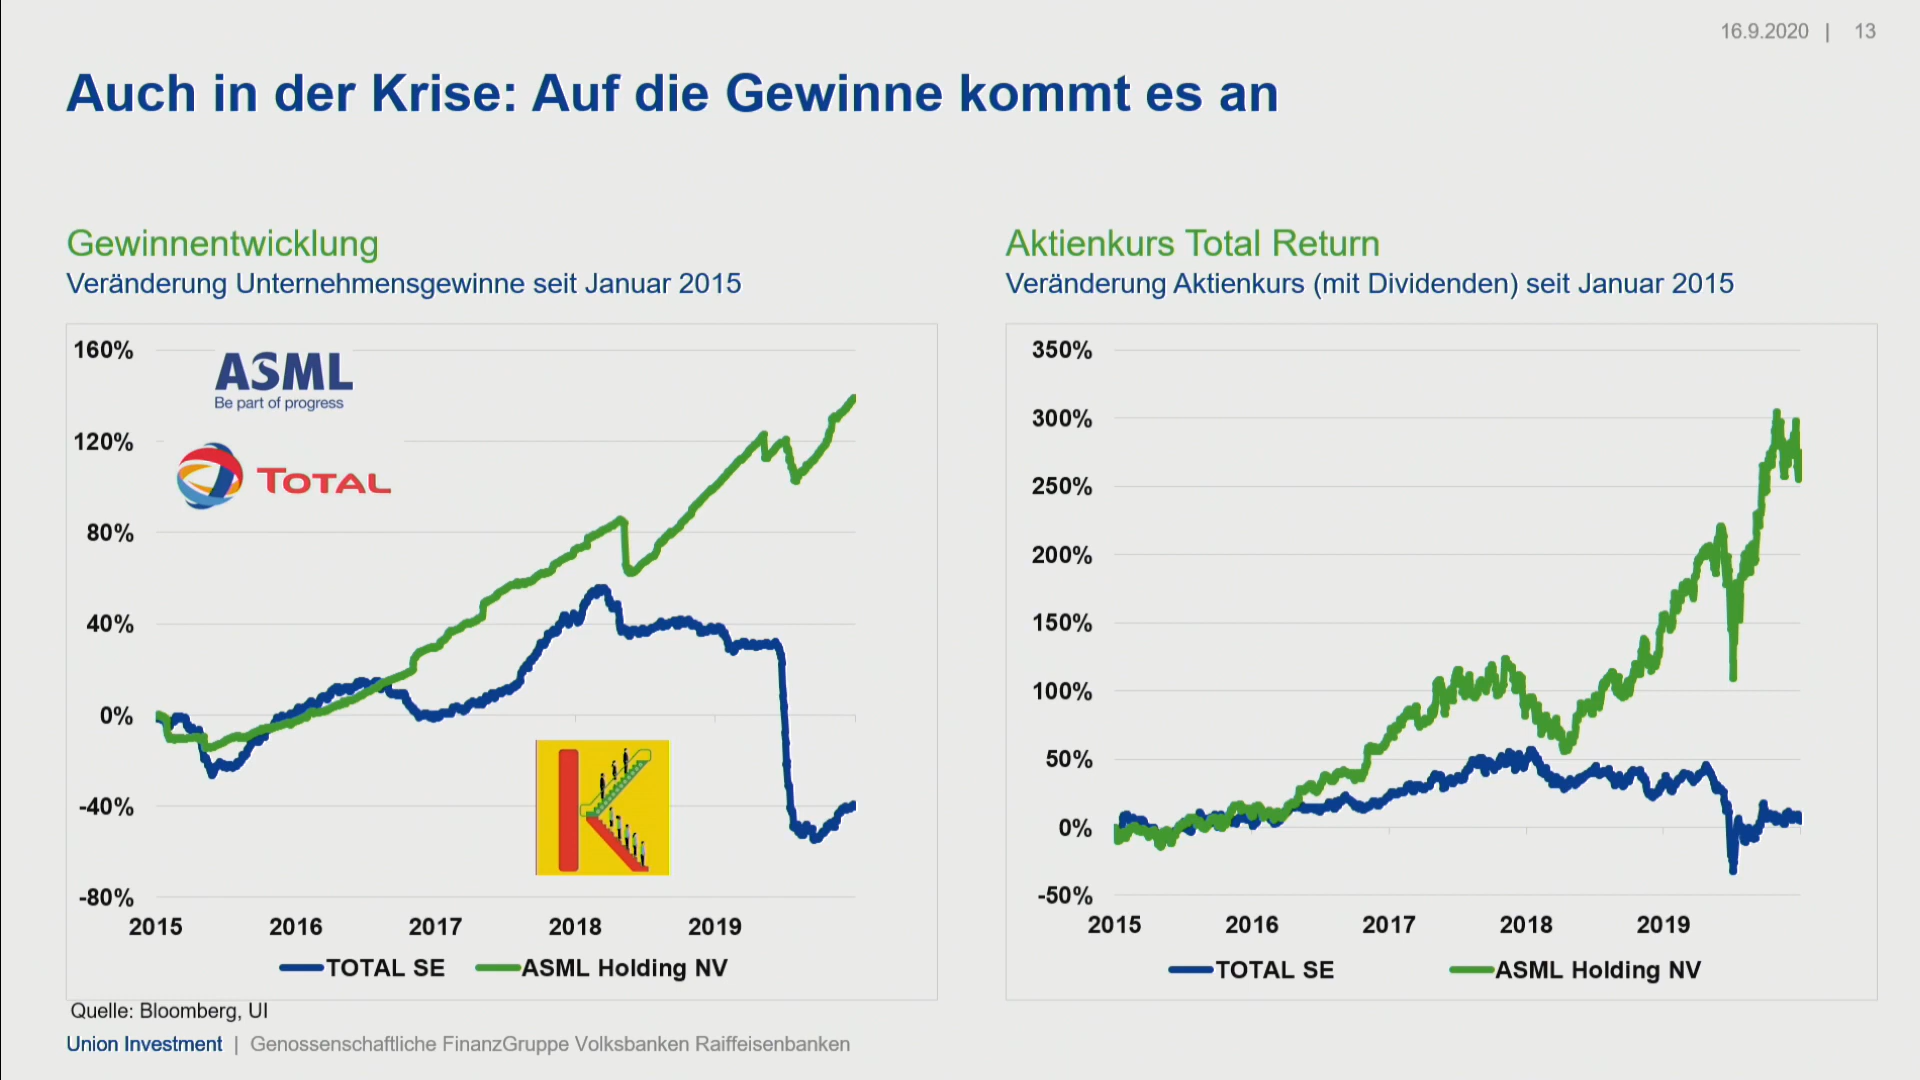 16.9.2020 | 13
Auch in der Krise: Auf die Gewinne kommt es an
Gewinnentwicklung
Veränderung Unternehmensgewinne seit Januar 2015
160%
120%
80%
40%
0%
-40%
-80%
ASML
Be part of progress
TOTAL
K
2015 2016 2017 2018 2019
TOTAL SE ASML Holding NV
Aktienkurs Total Return
Veränderung Aktienkurs (mit Dividenden) seit Januar 2015
350%
300%
250%
200%
150%
100%
50%
0%
-50%
2015 2016 2017 2018 2019
TOTAL SE ASML Holding NV
Quelle: Bloomberg, UI
Union Investment | Genossenschaftliche FinanzGruppe Volksbanken Raiffeisenbanken